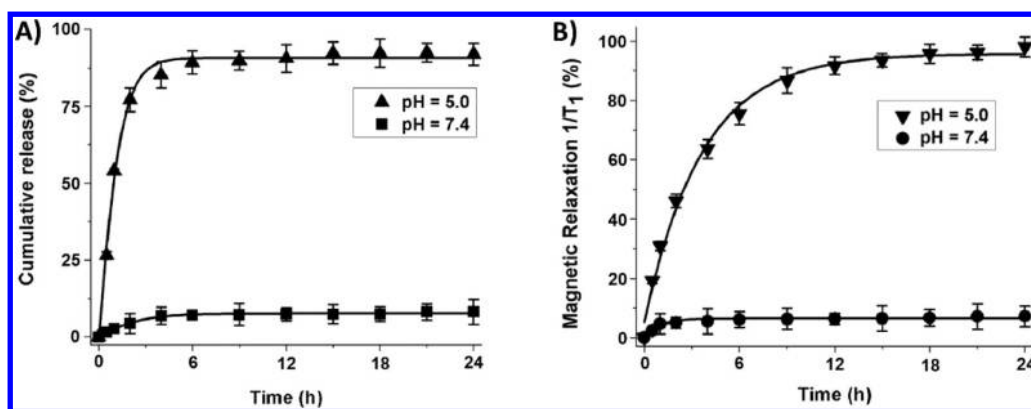 A)
Cumulative release (%)
100
75
50
25
0
pH = 5.0
pH = 7.4
0 6 12 18 24
Time (h)
B)
Magnetic Relaxation 1/T₁ (%)
100
80
60
40
20
0
pH = 5.0
pH = 7.4
0 6 12 18 24
Time (h)